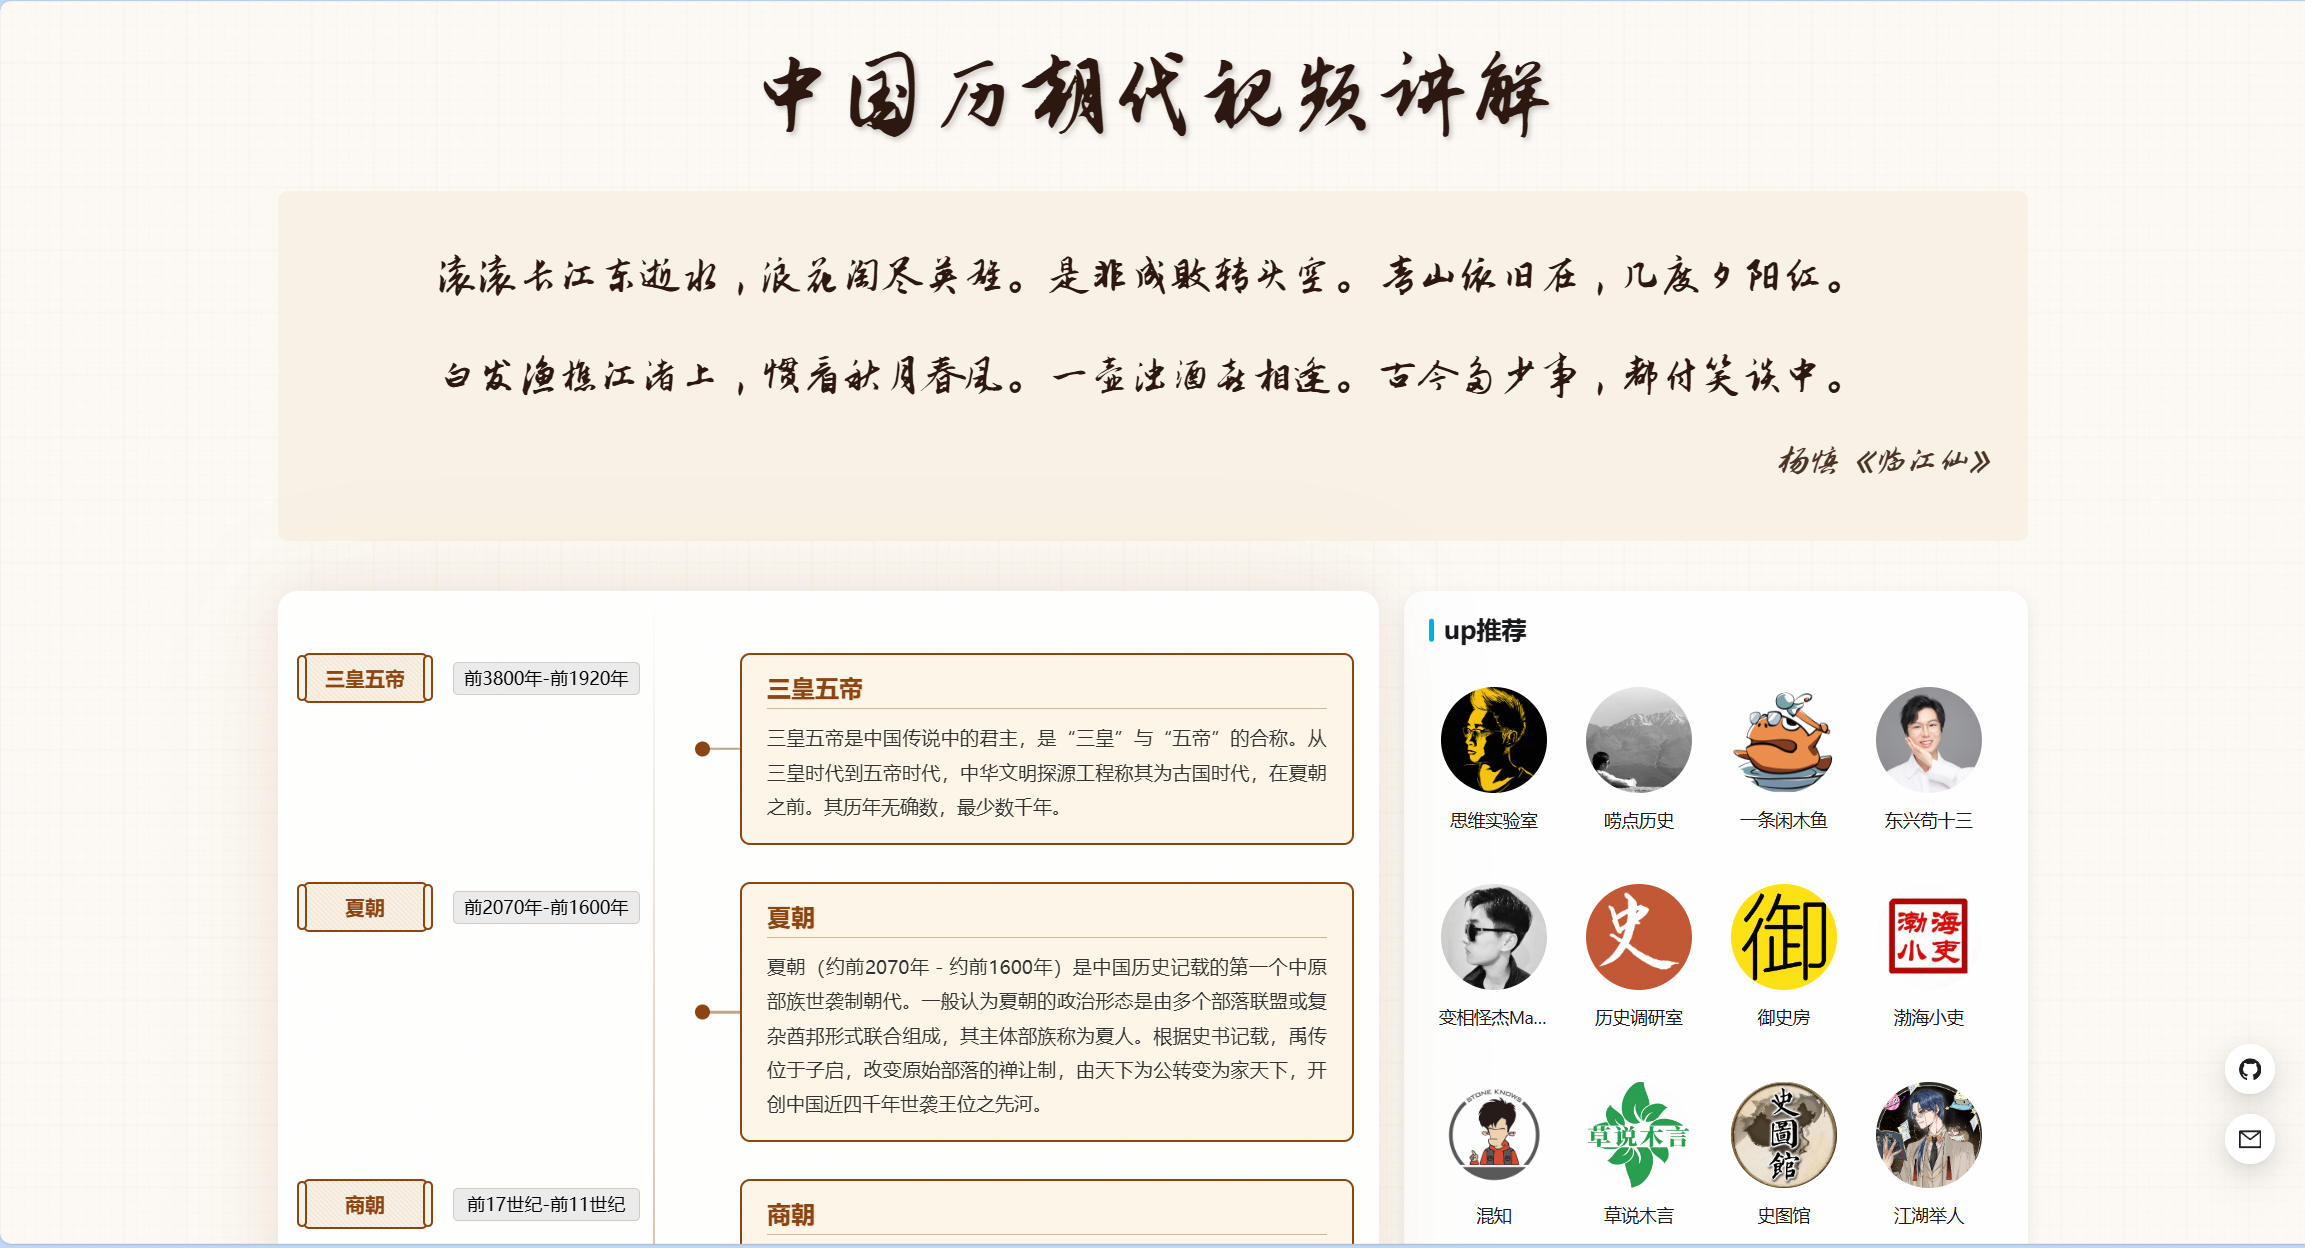 中国历朝代视频讲解
滚滚长江东逝水，浪花淘尽英雄。是非成败转头空。青山依旧在，几度夕阳红。
白发渔樵江渚上，惯看秋月春风。一壶浊酒喜相逢。古今多少事，都付笑谈中。
杨慎《临江仙》
三皇五帝
前3800年-前1920年
三皇五帝
三皇五帝是中国传说中的君主，是“三皇”与“五帝”的合称。从
三皇时代到五帝时代，中华文明探源工程称其为古国时代，在夏朝
之前。其历年无确数，最少数千年。
夏朝
前2070年-前1600年
夏朝
夏朝（约前2070年 - 约前1600年）是中国历史记载的第一个中原
部族世袭制朝代。一般认为夏朝的政治形态是由多个部落联盟或复
杂酋邦形式联合组成，其主体部族称为夏人。根据史书记载，禹传
位于子启，改变原始部落的禅让制，由天下为公转变为家天下，开
创中国近四千年世袭王位之先河。
商朝
前17世纪-前11世纪
商朝
up推荐
思维实验室
唠点历史
一条闲木鱼
东兴苟十三
史
御
渤海
小吏
变相怪杰Ma...
历史调研室
御史房
渤海小吏
STONE KNOWS
草说木言
史圖館
混知
草说木言
史图馆
江湖举人